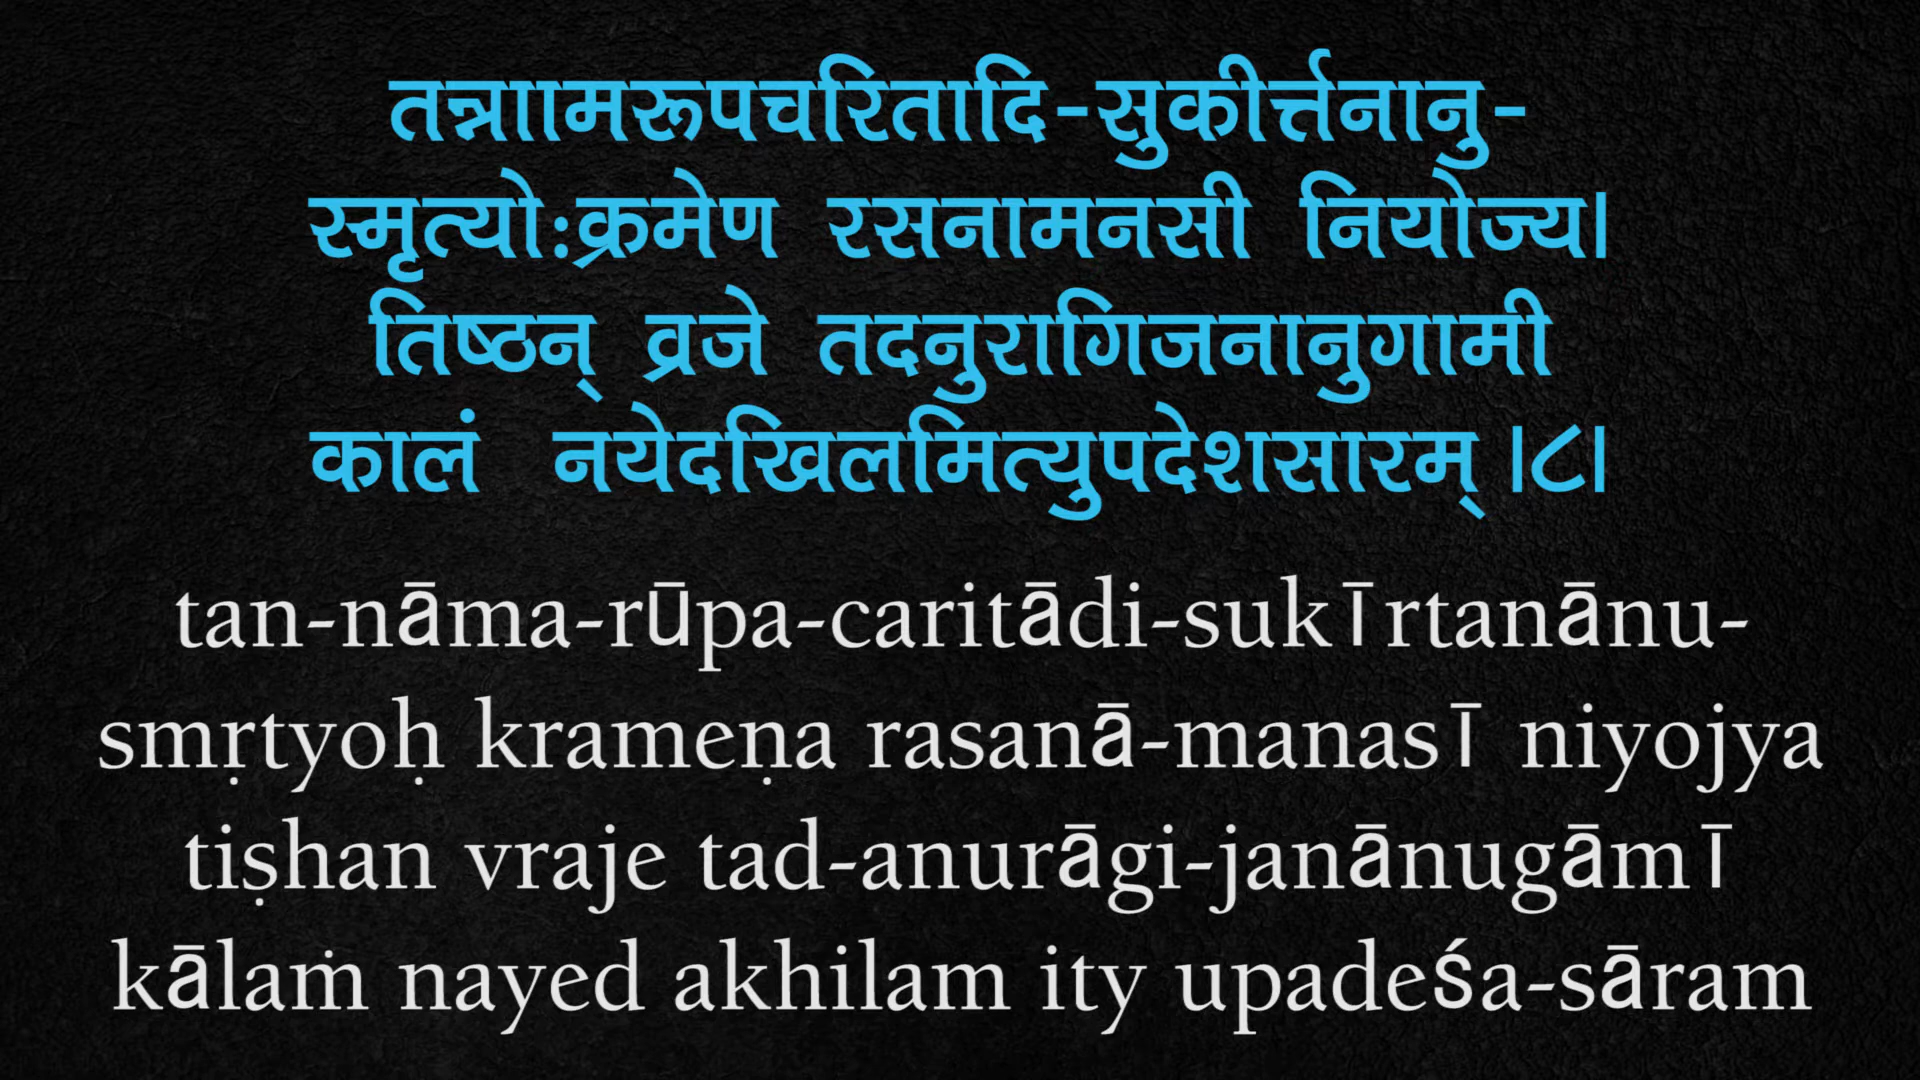 तन्नाामरूपचरितादि-सुकीर्त्तनानु-
स्मृत्योःक्रमेण रसनामनसी नियोज्य।
तिष्ठन् व्रजे तदनुरागिजनानुगामी
कालं नयेदखिलमित्युपदेशसारम् ।८।
tan-nāma-rūpa-caritādi-sukīrtanānu-
smṛtyoḥ krameṇa rasanā-manasī niyojya
tiṣhan vraje tad-anurāgi-janānugāmī
kālaṁ nayed akhilam ity upadeśa-sāram